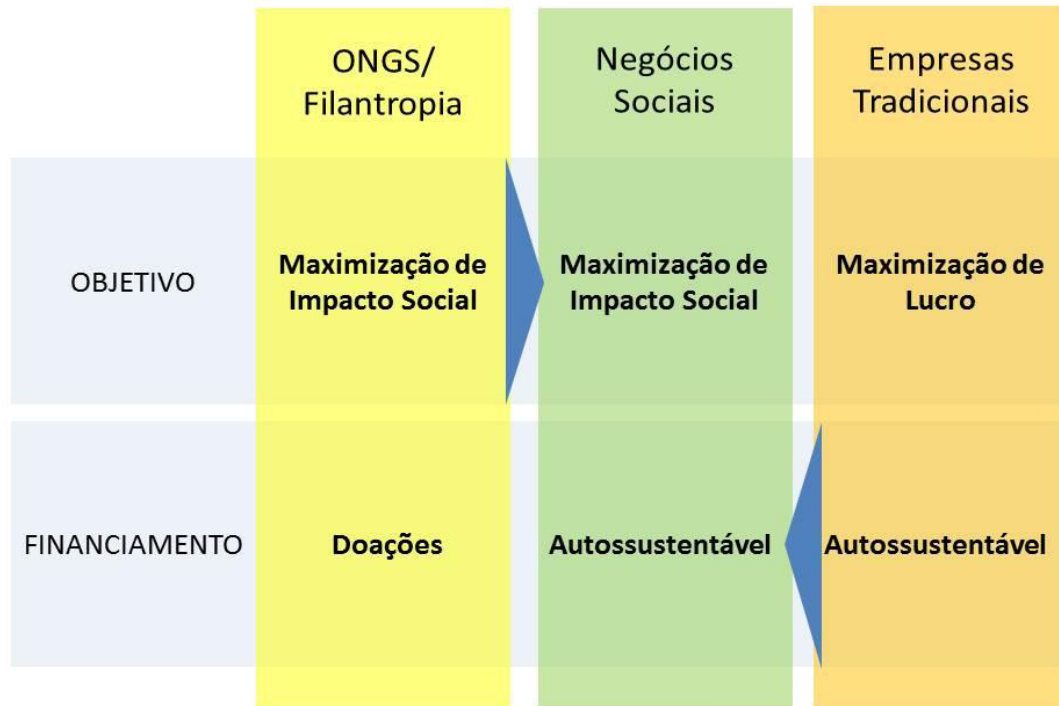 ONGS/
Filantropia
Negócios
Sociais
Empresas
Tradicionais
OBJETIVO
Maximização de
Impacto Social
Maximização de
Impacto Social
Maximização de
Lucro
FINANCIAMENTO
Doações
Autossustentável
Autossustentável